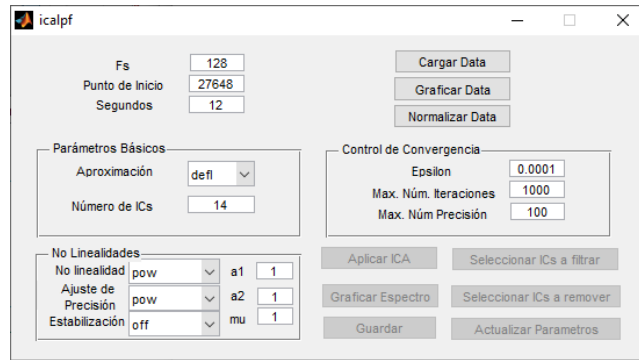 icalpf
Fs 128
Punto de Inicio 27648
Segundos 12
Cargar Data
Graficar Data
Normalizar Data
Parámetros Básicos
Aproximación defl
Número de ICs 14
Control de Convergencia
Epsilon 0.0001
Max. Núm. Iteraciones 1000
Max. Núm Precisión 100
No Linealidades
No linealidad pow a1 1
Ajuste de
Precisión pow a2 1
Estabilización off mu 1
Aplicar ICA Seleccionar ICs a filtrar
Graficar Espectro Seleccionar ICs a remover
Guardar Actualizar Parametros